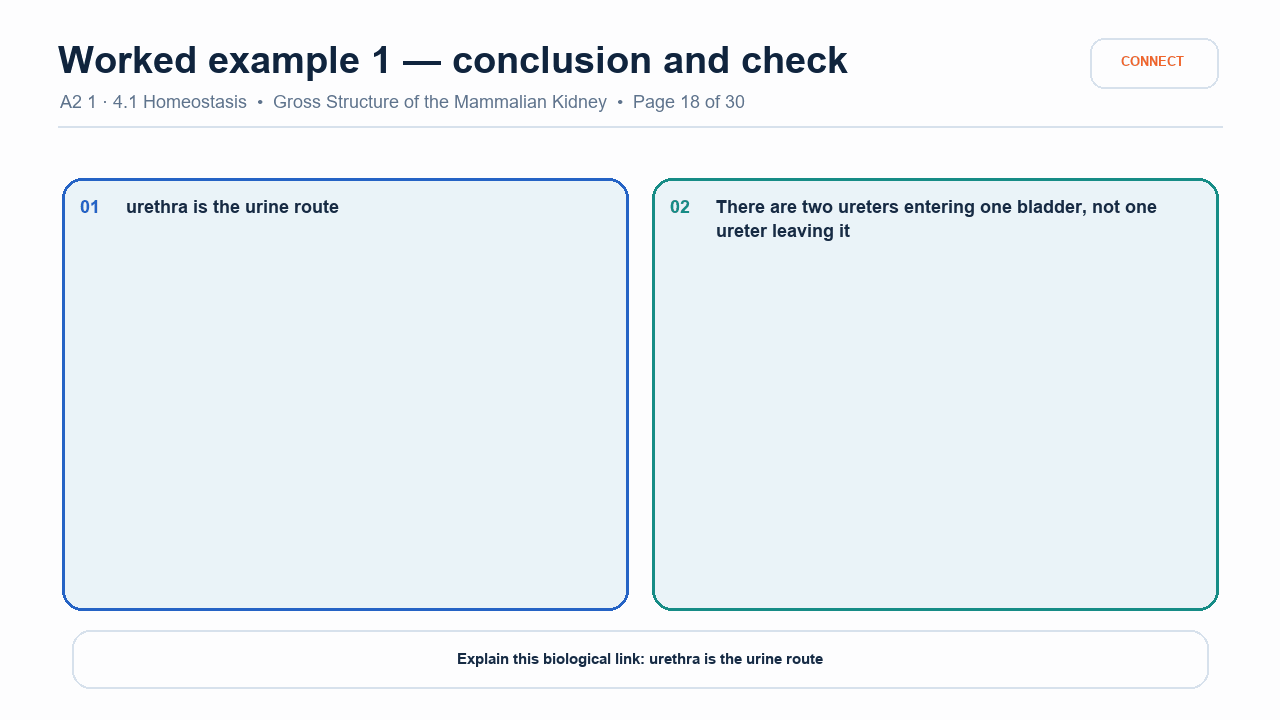 Worked example 1 — conclusion and check
CONNECT
A2 1 · 4.1 Homeostasis • Gross Structure of the Mammalian Kidney • Page 18 of 30
01 urethra is the urine route
02 There are two ureters entering one bladder, not one
ureter leaving it
Explain this biological link: urethra is the urine route